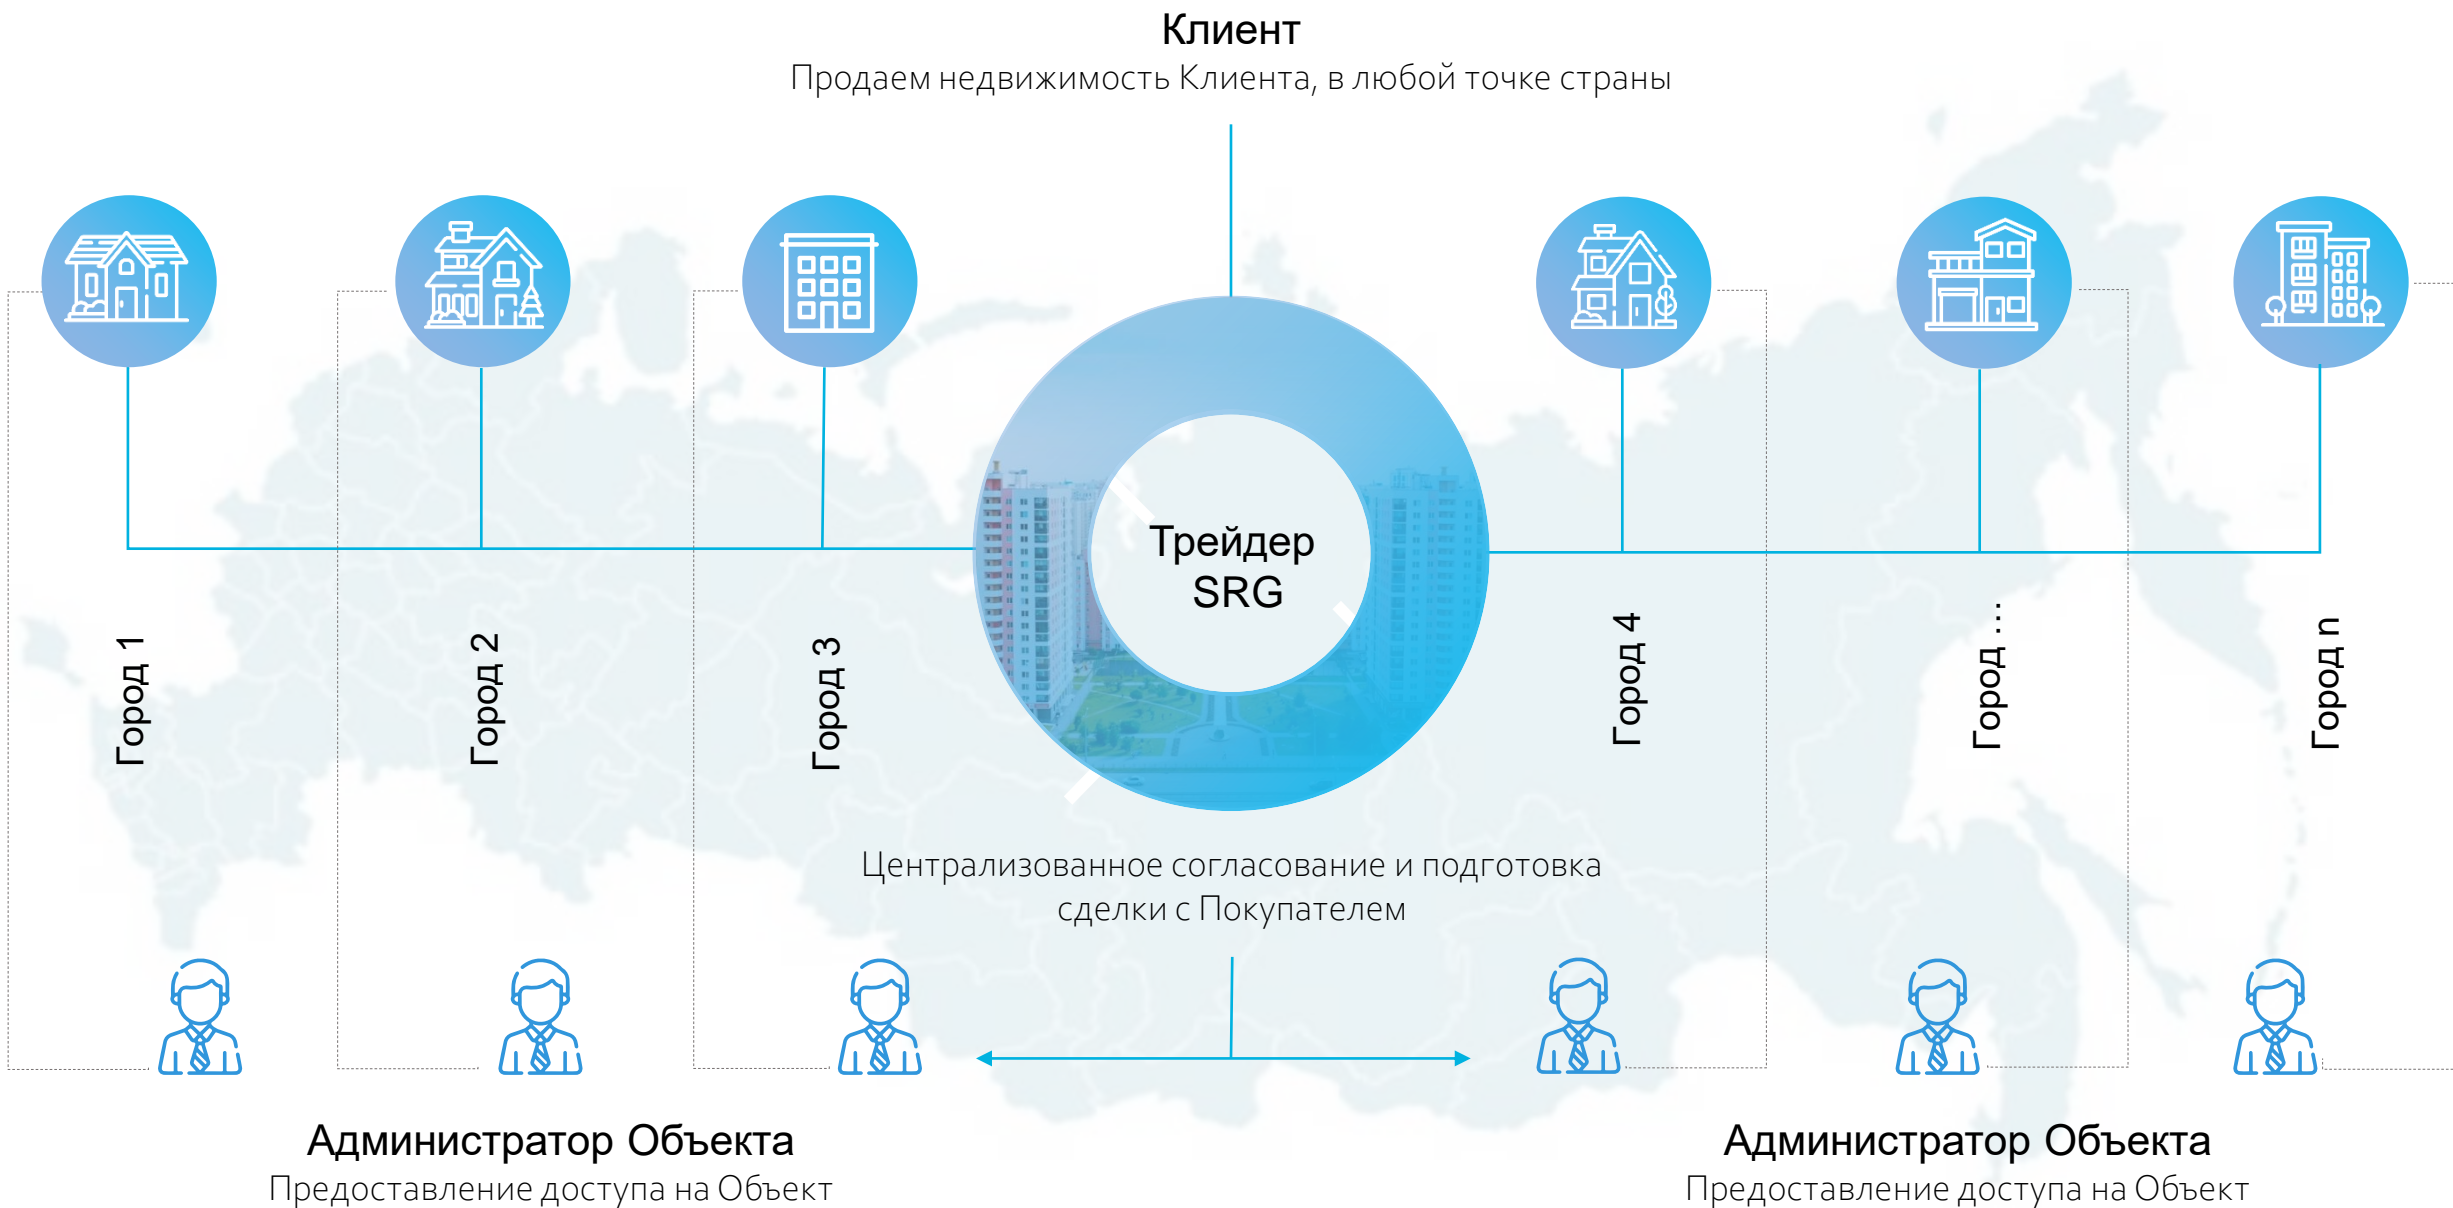 Клиент
Продаем недвижимость Клиента, в любой точке страны
Трейдер
SRG
Город 1
Город 2
Город 3
Город 4
Город ...
Город n
Централизованное согласование и подготовка
сделки с Покупателем
Администратор Объекта
Предоставление доступа на Объект
Администратор Объекта
Предоставление доступа на Объект